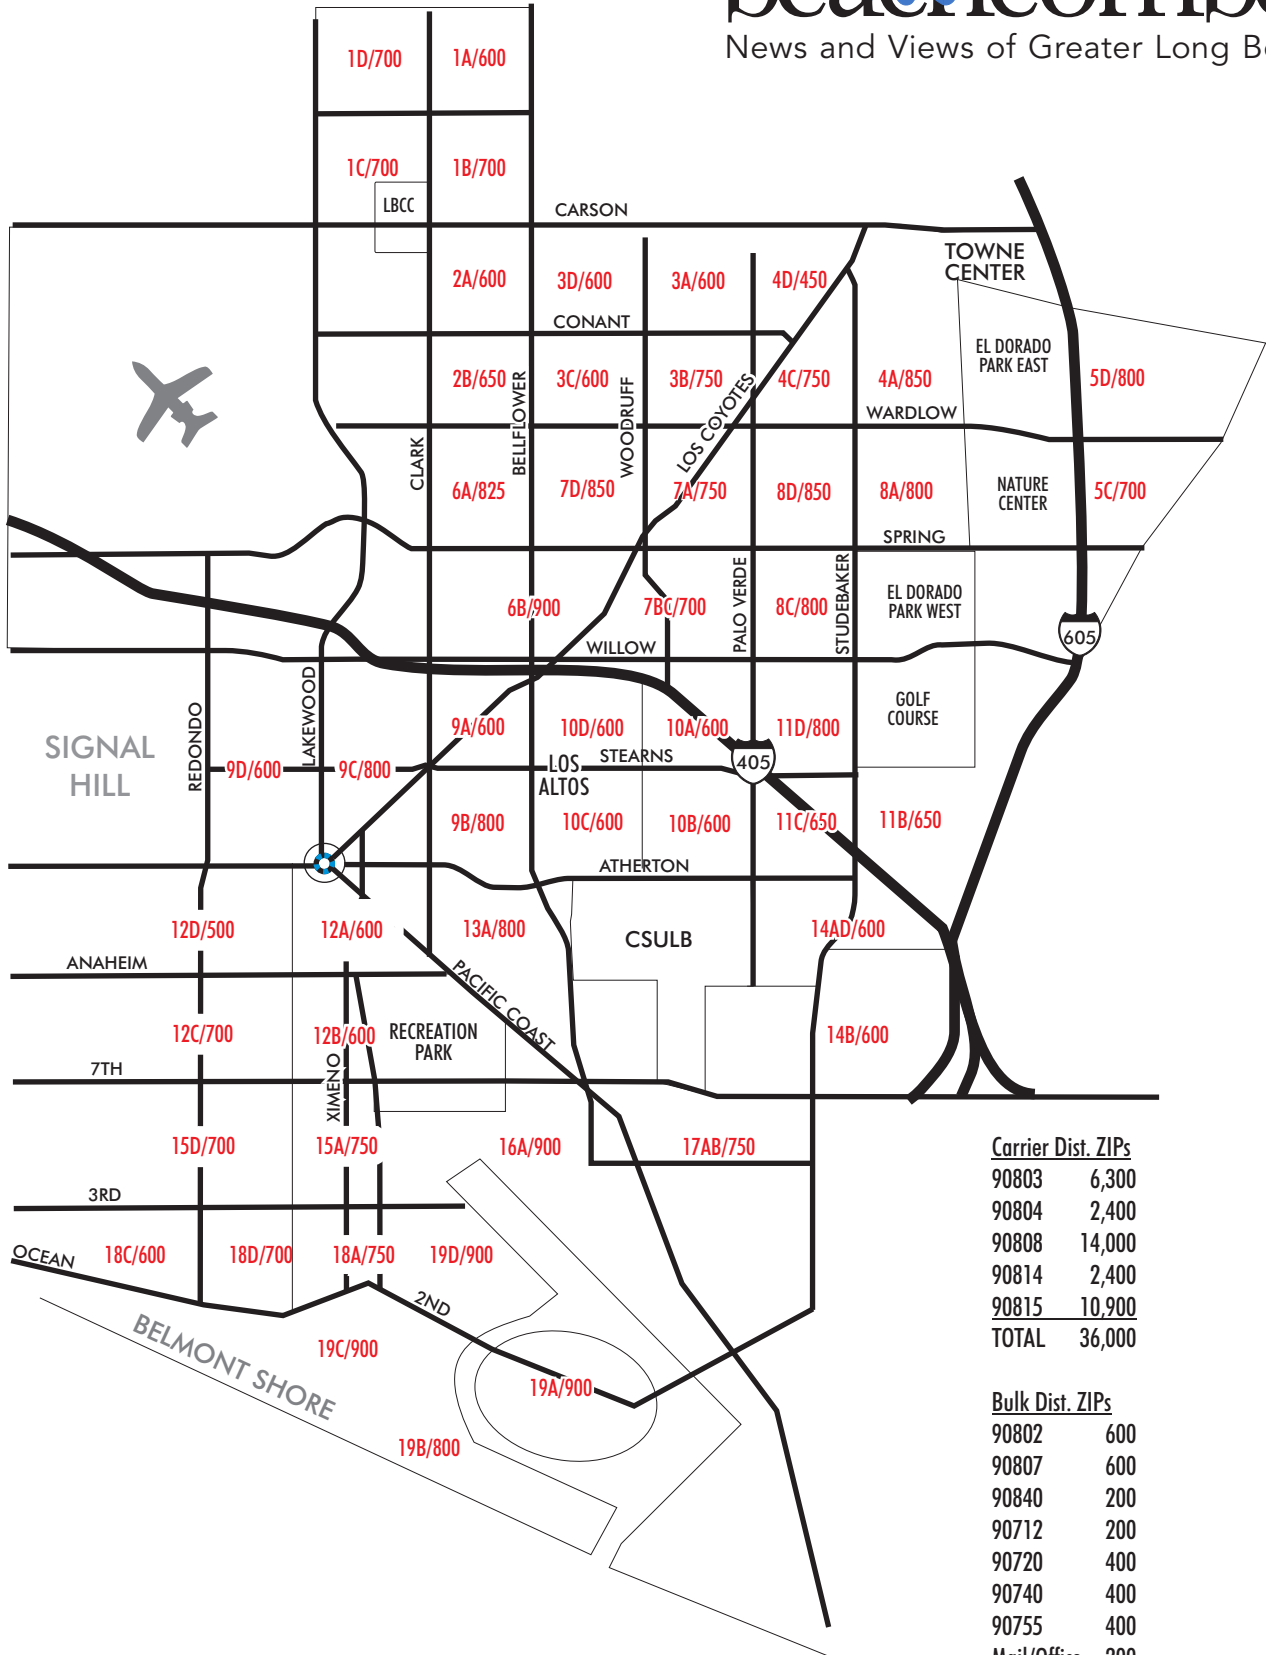 News and Views of Greater Long
1D/700 1A/600
1C/700 1B/700
LBCC
CARSON
TOWNE
CENTER
2A/600 3D/600 3A/600 4D/450
CONANT
EL DORADO
PARK EAST
2B/650 3C/600 3B/750 4C/750 4A/850 5D/800
WARDLOW
CLARK
BELLFLOWER
WOODRUFF
LOS COYOTES
6A/825 7D/850 7A/750 8D/850 8A/800 5C/700
NATURE
CENTER
SPRING
PALO VERDE
STUDEBAKER
EL DORADO
PARK WEST
6B/900 7BC/700 8C/800
605
WILLOW
REDONDO
LAKEWOOD
GOLF
COURSE
SIGNAL
HILL
9A/600 10D/600 10A/600 11D/800
STEARNS
405
9D/600 9C/800
LOS
ALTOS
9B/800 10C/600 10B/600 11C/650 11B/650
ATHERTON
12D/500 12A/600 13A/800 14AD/600
CSULB
ANAHEIM
PACIFIC COAST
12C/700 12B/600 14B/600
RECREATION
PARK
7TH
XIMENO
15D/700 15A/750 16A/900 17AB/750
3RD
OCEAN
18C/600 18D/700 18A/750 19D/900
2ND
BELMONT SHORE
19C/900
19A/900
19B/800
Carrier Dist. ZIPs
90803 6,300
90804 2,400
90808 14,000
90814 2,400
90815 10,900
TOTAL 36,000
Bulk Dist. ZIPs
90802 600
90807 600
90840 200
90712 200
90720 400
90740 400
90755 400
Mail/Office